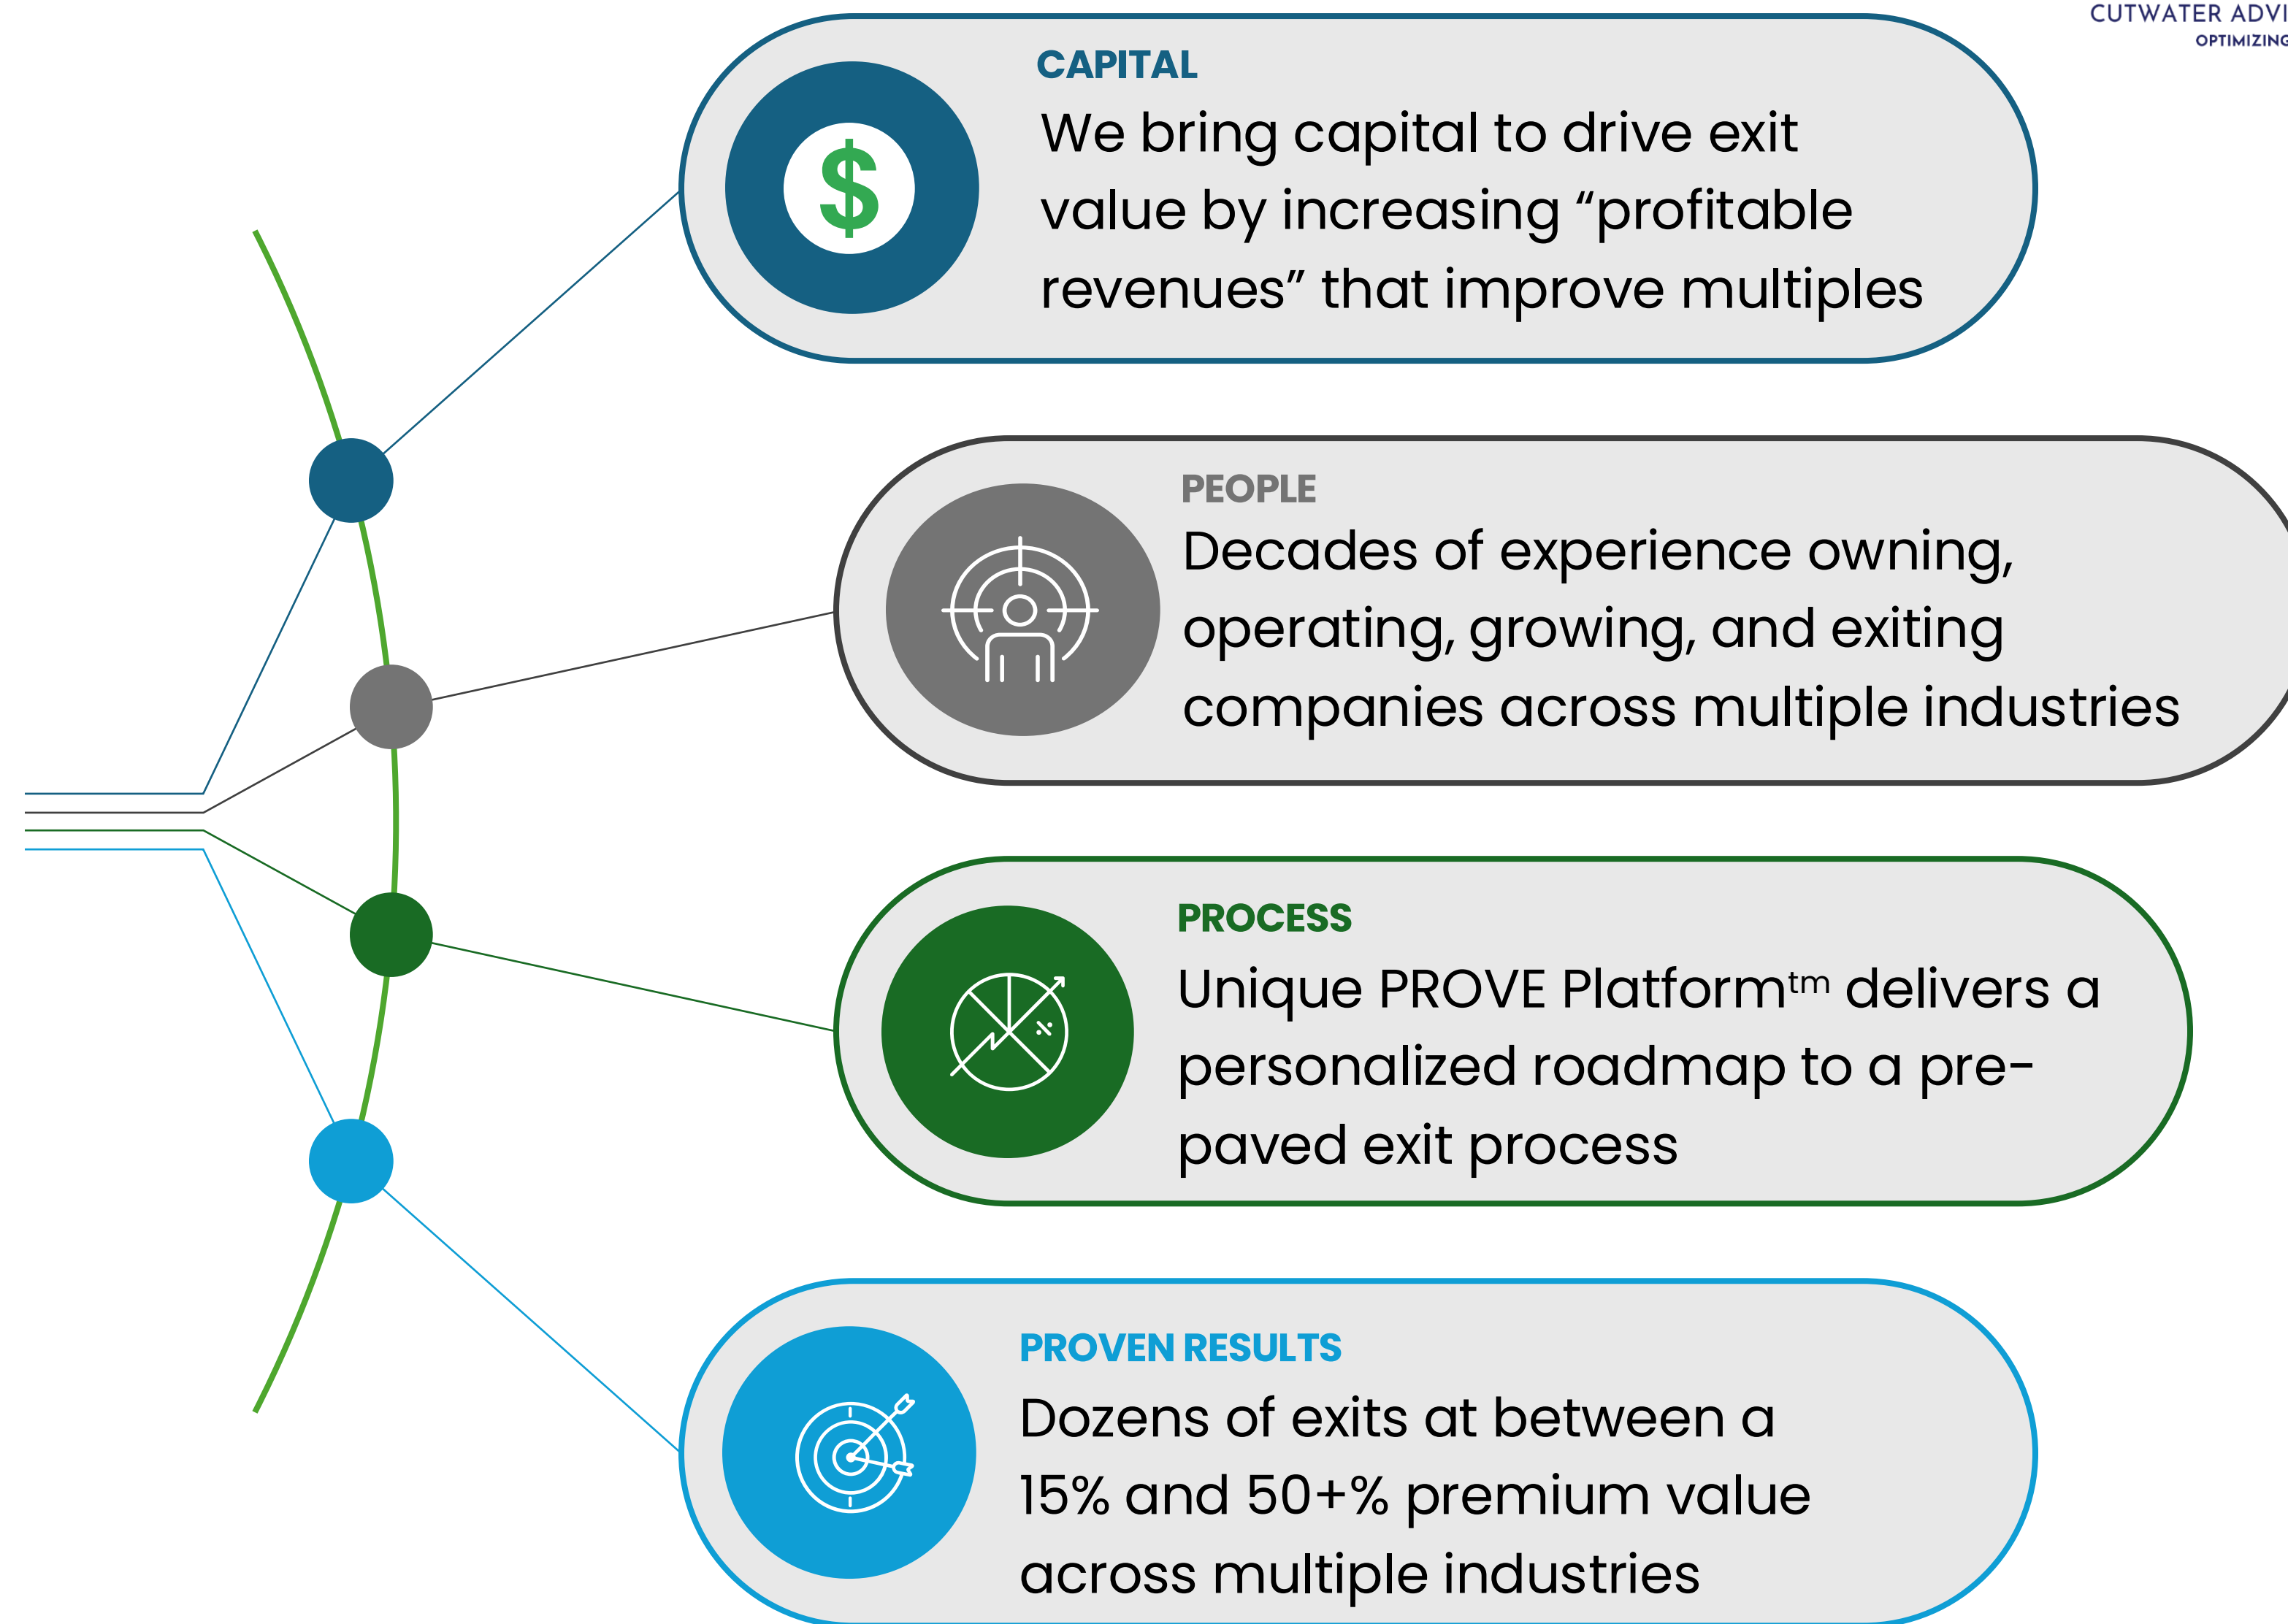 CUTWATER
OPTIMIZING
CAPITAL
We bring capital to drive exit
value by increasing “profitable
revenues” that improve multiples
PEOPLE
Decades of experience owning,
operating, growing, and exiting
companies across multiple industries
PROCESS
Unique PROVE Platformᵗᵐ delivers a
personalized roadmap to a pre-
paved exit process
PROVEN RESULTS
Dozens of exits at between a
15% and 50+% premium value
across multiple industries